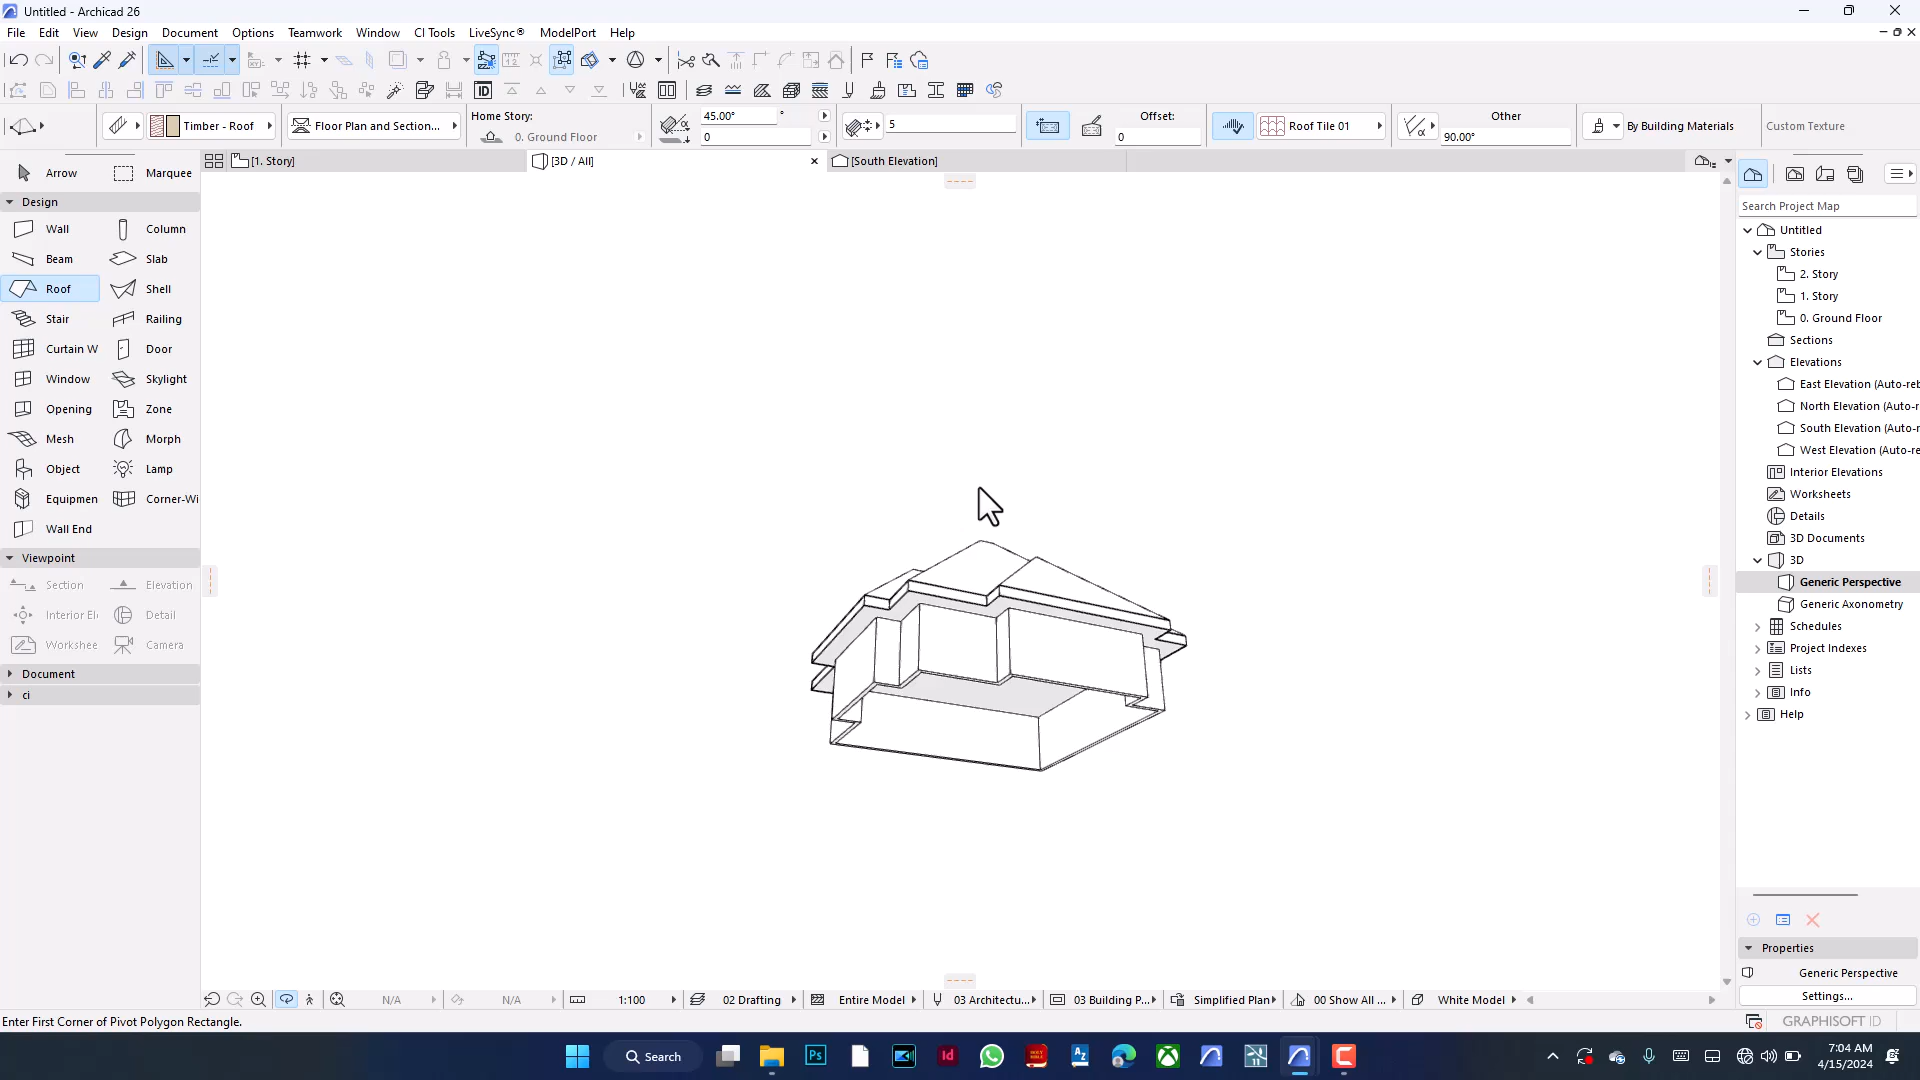 Untitled - Archicad 26
File Edit View Design Document Options Teamwork Window CI Tools LiveSync® ModelPort Help
Timber - Roof
Floor Plan and Section...
Home Story:
0. Ground Floor
45.00°
0
5
Offset:
0
Roof Tile 01
Other
90.00°
By Building Materials
Custom Texture
[1. Story]
[3D / All]
[South Elevation]
Arrow Marquee
Design
Wall Column
Beam Slab
Roof Shell
Stair Railing
Curtain W Door
Window Skylight
Opening Zone
Mesh Morph
Object Lamp
Equipmen Corner-Wi
Wall End
Viewpoint
Section Elevation
Interior Ele Detail
Workshee Camera
Document
ci
Search Project Map
Untitled
Stories
2. Story
1. Story
0. Ground Floor
Sections
Elevations
East Elevation (Auto-reb
North Elevation (Auto-r
South Elevation (Auto-r
West Elevation (Auto-re
Interior Elevations
Worksheets
Details
3D Documents
3D
Generic Perspective
Generic Axonometry
Schedules
Project Indexes
Lists
Info
Help
Properties
Generic Perspective
Settings...
N/A
N/A
1:100
02 Drafting
Entire Model
03 Architectu...
03 Building P...
Simplified Plan
00 Show All ...
White Model
Enter First Corner of Pivot Polygon Rectangle.
GRAPHISOFT ID
Search
7:04 AM
4/15/2024